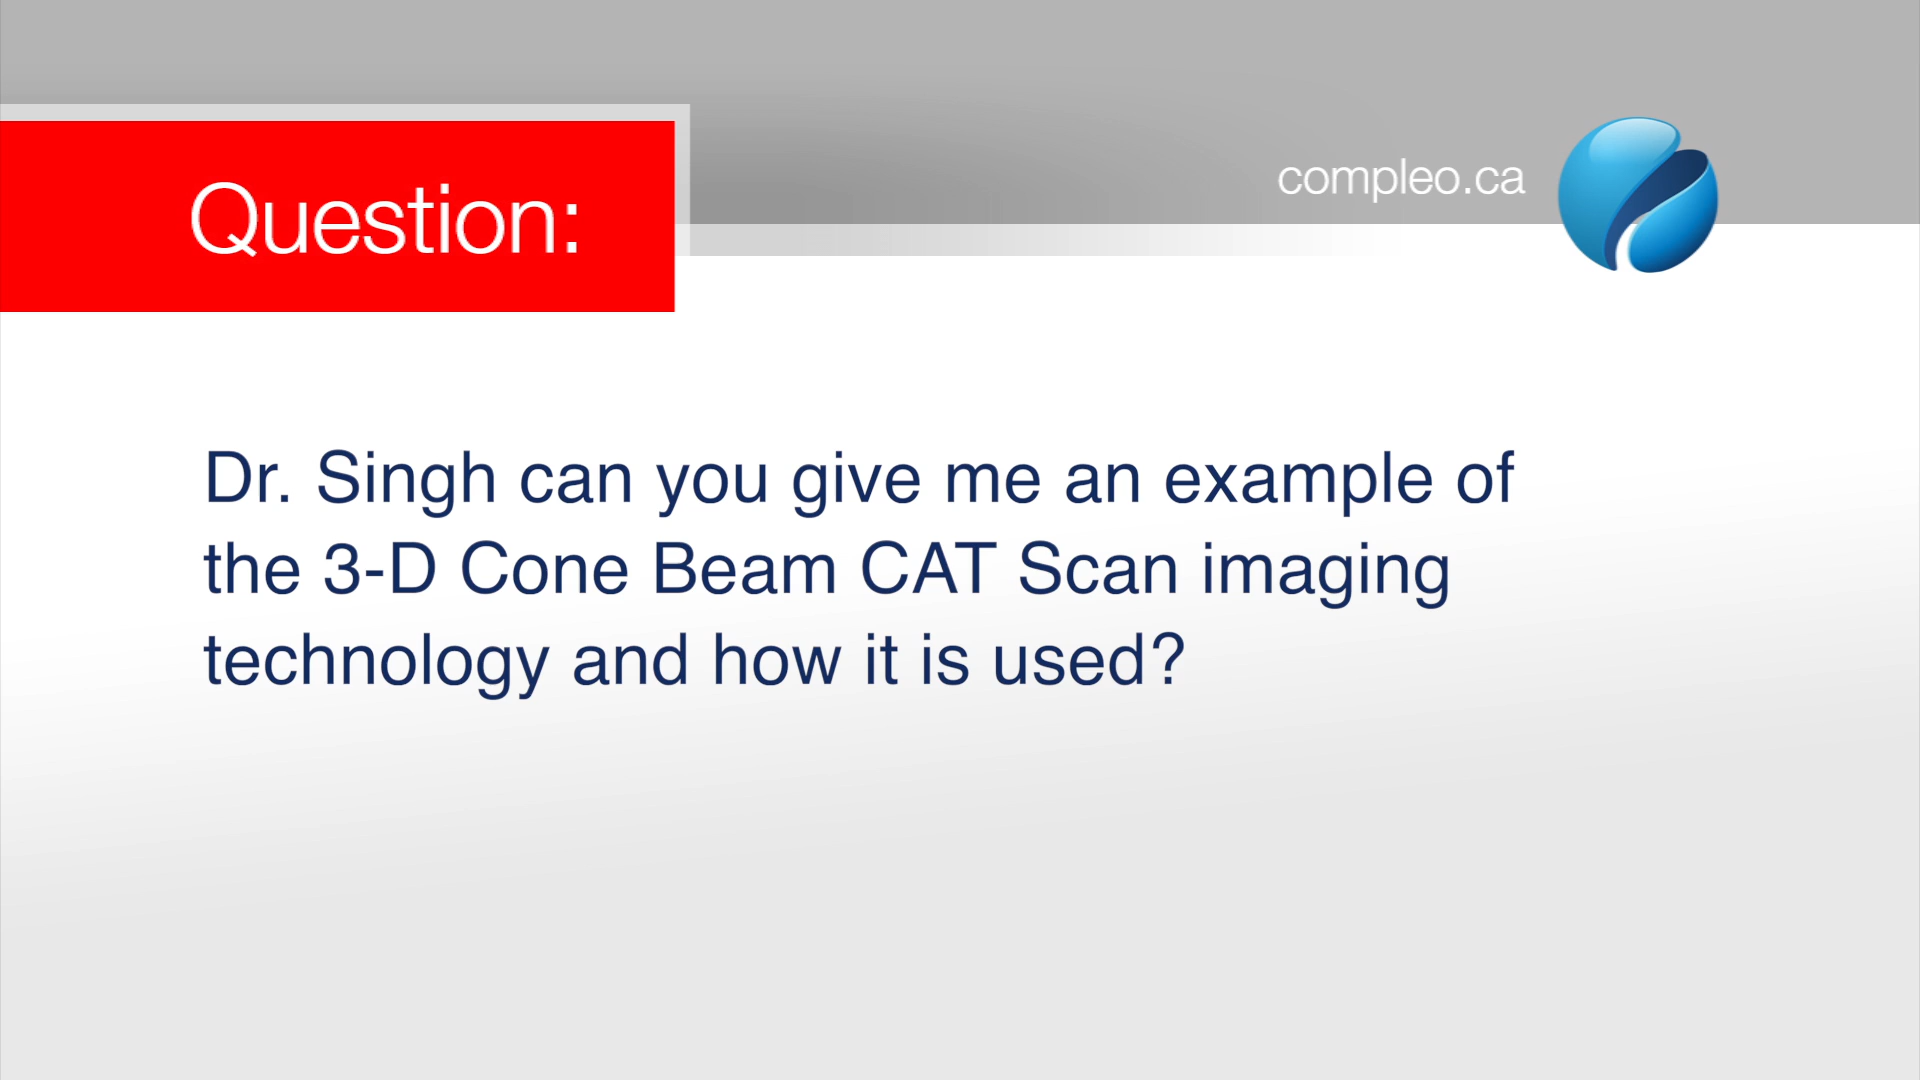 compleo.ca
Question:
Dr. Singh can you give me an example of
the 3-D Cone Beam CAT Scan imaging
technology and how it is used?